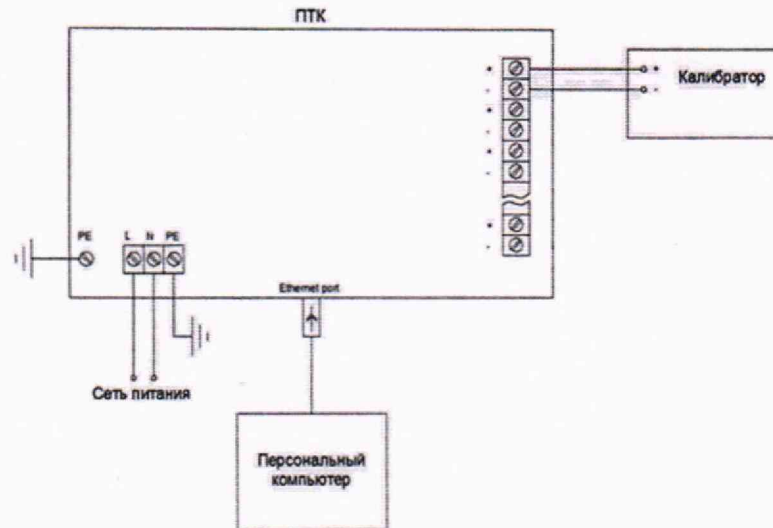 ПТК
+
-
+
-
+
-
+
-
+
-
Калибратор
PE
L N PE
Ethernet port
Сеть питания
Персональный
компьютер